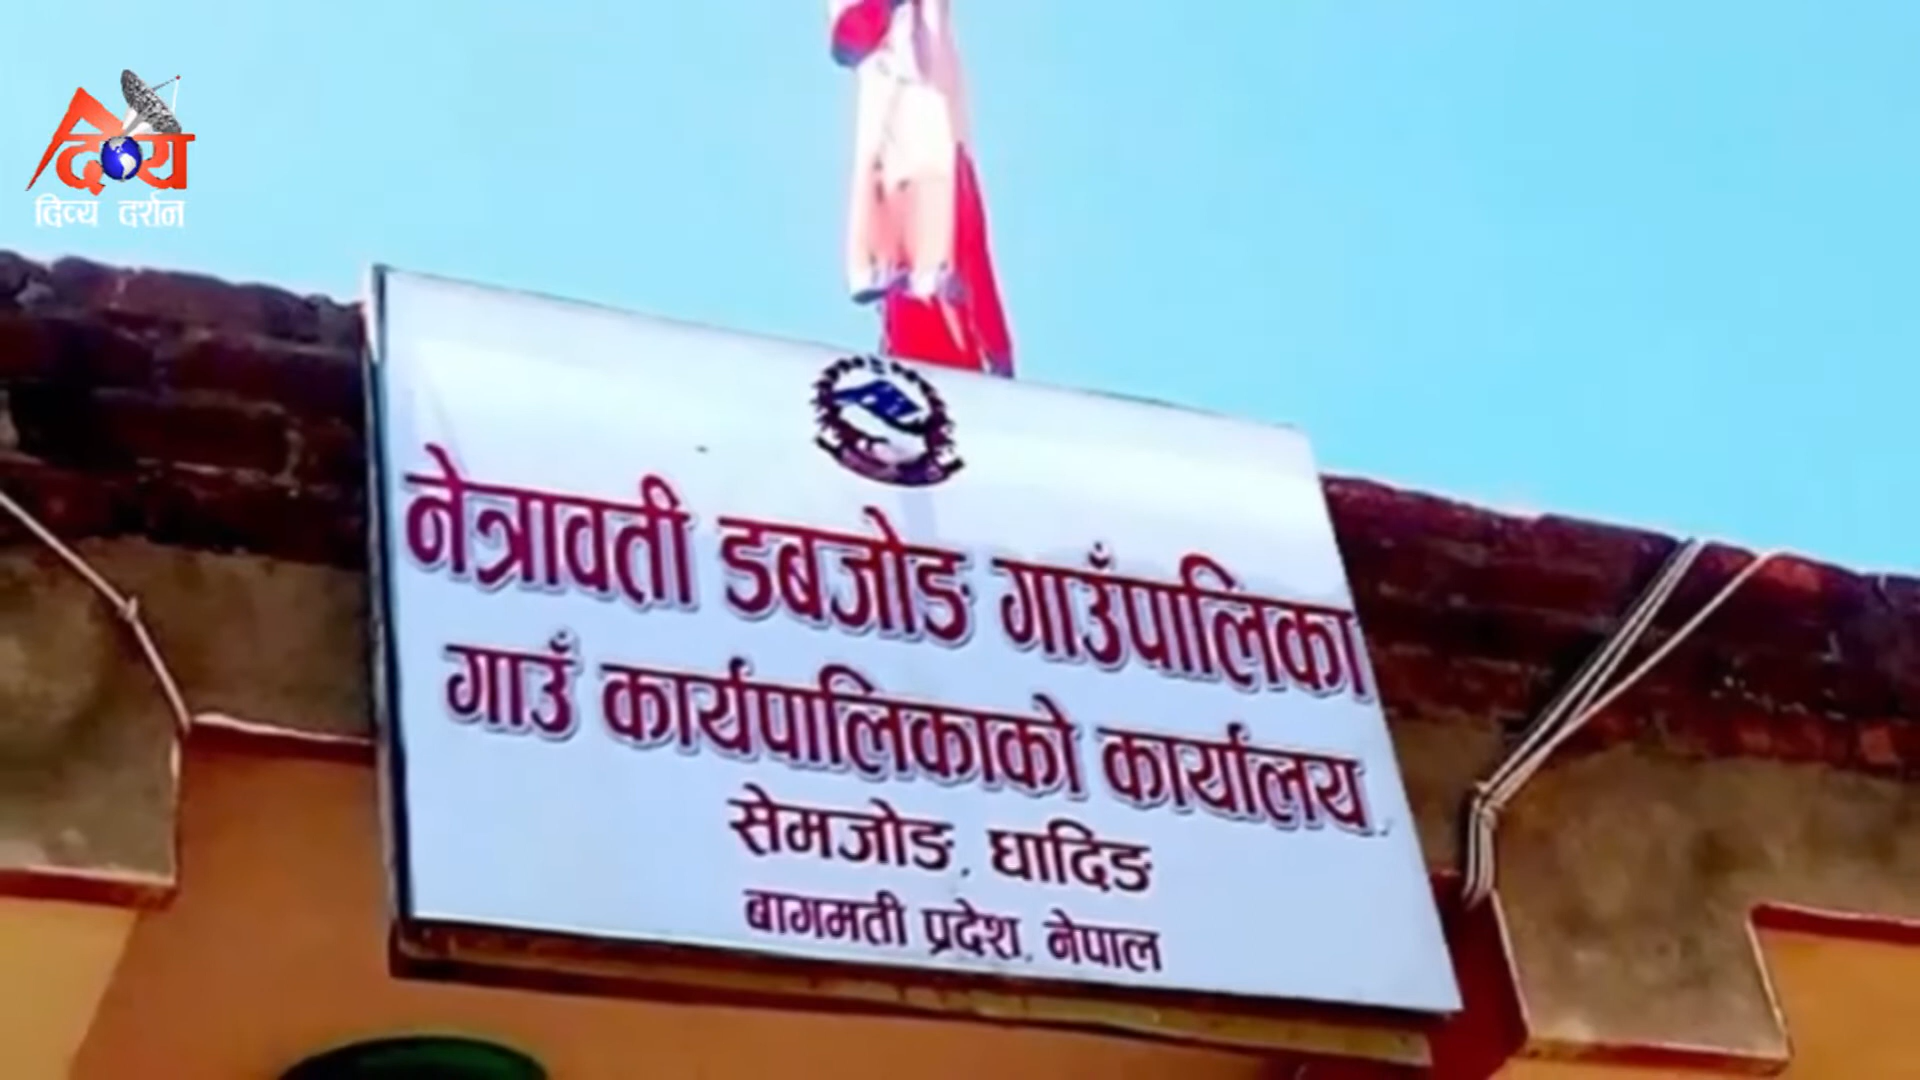 दिव्य
दिव्य दर्शन
नेत्रावती डबजोङ गाउँपालिका
गाउँ कार्यपालिकाको कार्यालय
सेमजोङ, धादिङ
बागमती प्रदेश, नेपाल